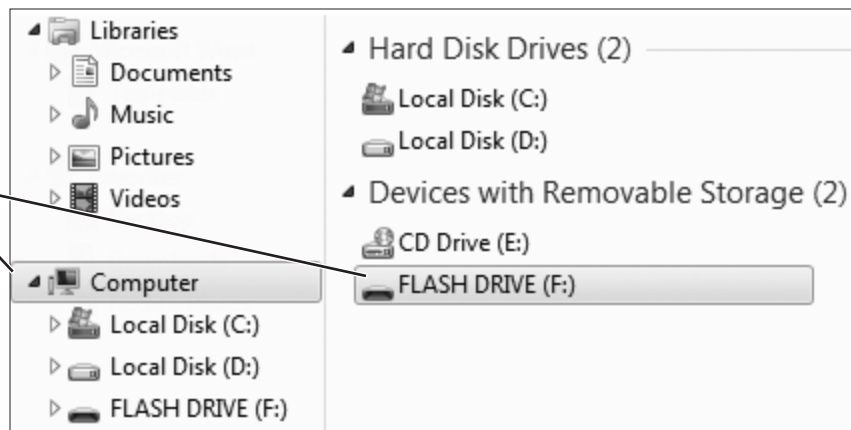 Libraries
Documents
Music
Pictures
Videos
Computer
Local Disk (C:)
Local Disk (D:)
FLASH DRIVE (F:)
Hard Disk Drives (2)
Local Disk (C:)
Local Disk (D:)
Devices with Removable Storage (2)
CD Drive (E:)
FLASH DRIVE (F:)